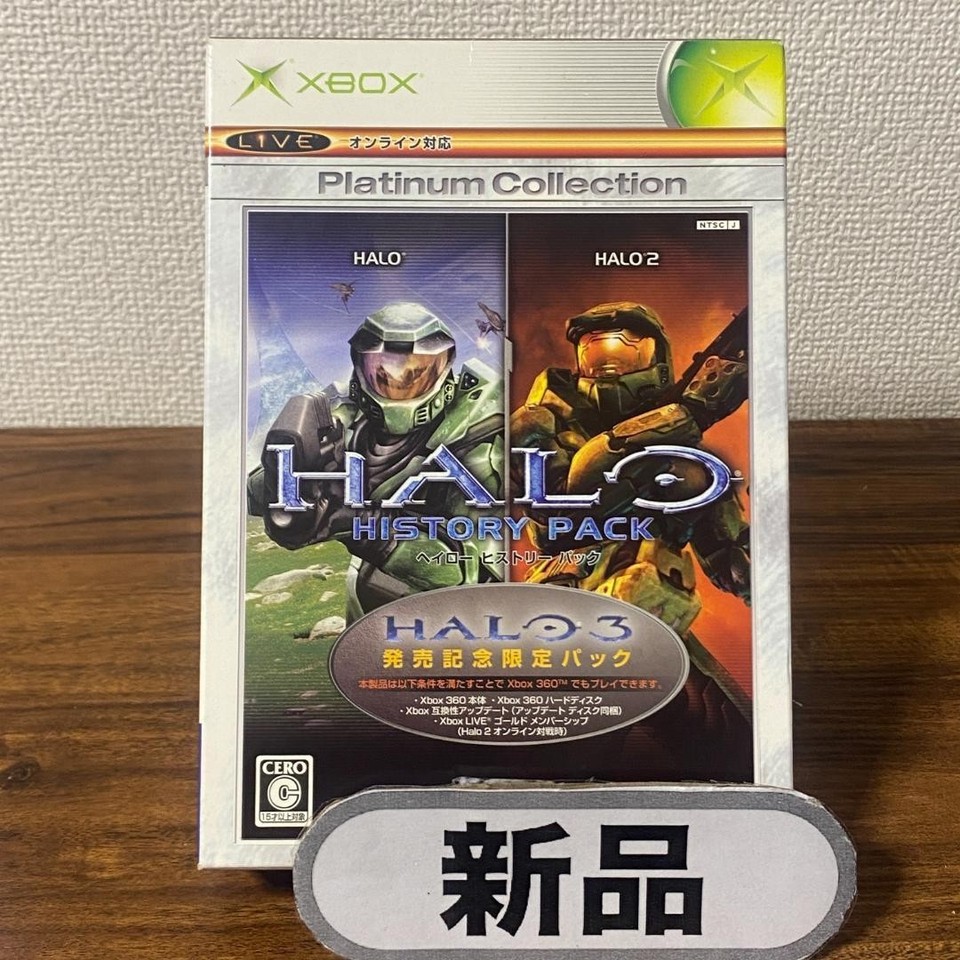 XBOX
LIVE オンライン対応
Platinum Collection
NTSC J
HALO HALO 2
HALO
HISTORY PACK
ヘイロー ヒストリー パック
HALO 3
発売記念限定パック
本製品は以下条件を満たすことで Xbox 360™ でもプレイできます。
・Xbox 360 本体 ・Xbox 360 ハードディスク
・Xbox 互換性アップデート (アップデート ディスク同梱)
・Xbox LIVE® ゴールド メンバーシップ
(Halo 2 オンライン対戦時)
CERO
C
15才以上対象
新品